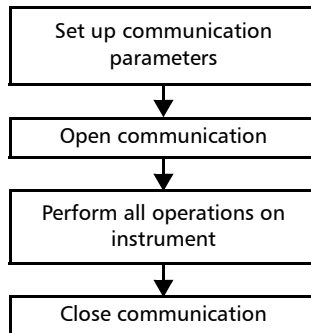 Set up communication
parameters
Open communication
Perform all operations on
instrument
Close communication